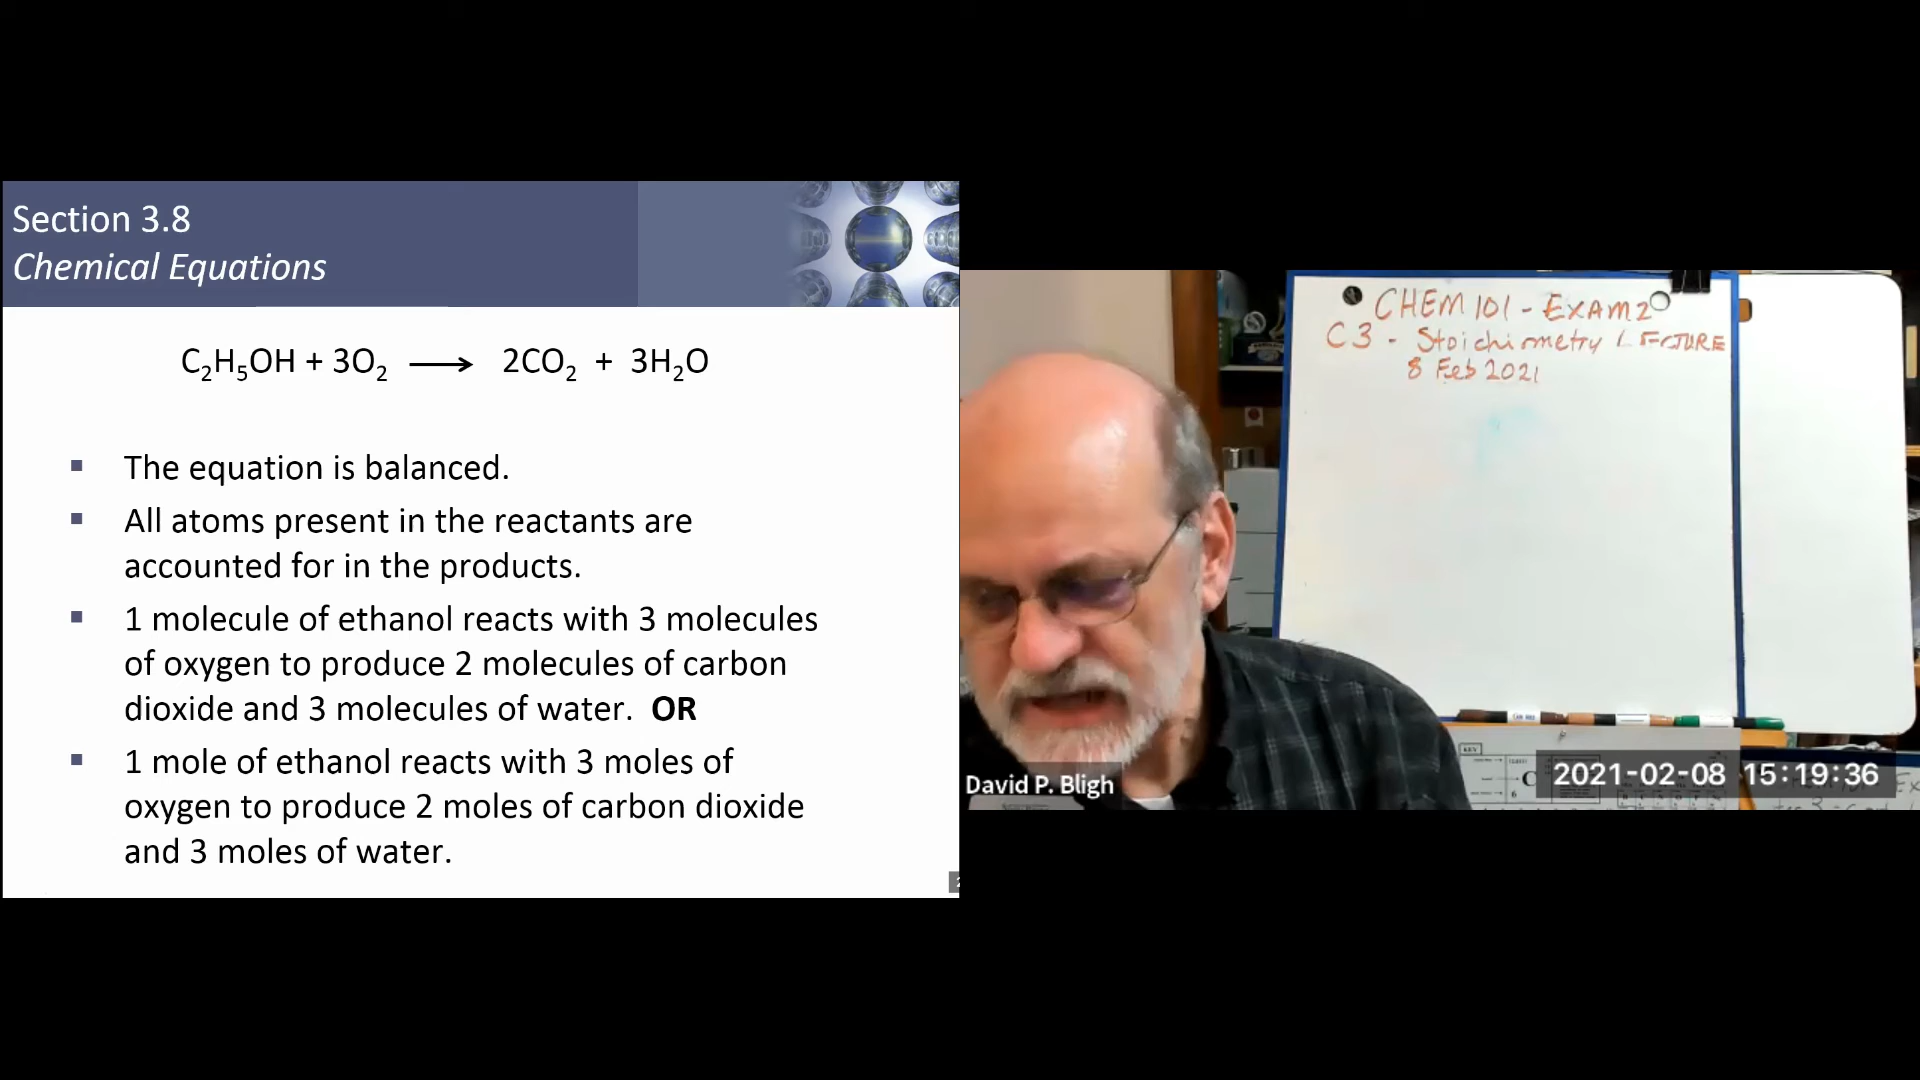 Section 3.8
Chemical Equations
C₂H₅OH + 3O₂ ⟶ 2CO₂ + 3H₂O
▪ The equation is balanced.
▪ All atoms present in the reactants are
accounted for in the products.
▪ 1 molecule of ethanol reacts with 3 molecules
of oxygen to produce 2 molecules of carbon
dioxide and 3 molecules of water. OR
▪ 1 mole of ethanol reacts with 3 moles of
oxygen to produce 2 moles of carbon dioxide
and 3 moles of water.
CHEM 101 - EXAM 2
C3 - Stoichiometry LECTURE
8 Feb 2021
KEY
C
6
David P. Bligh
2021-02-08 15:19:36